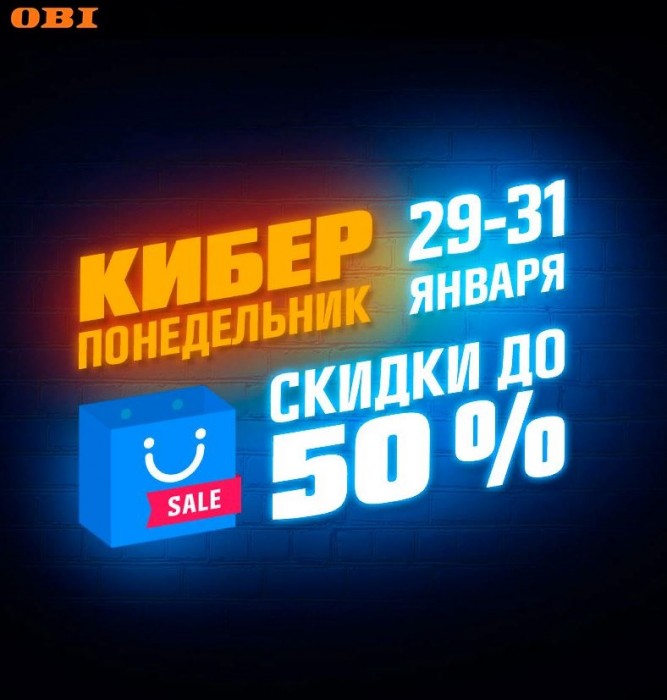 OBI
КИБЕР
ПОНЕДЕЛЬНИК
29-31
ЯНВАРЯ
СКИДКИ ДО
50 %
SALE